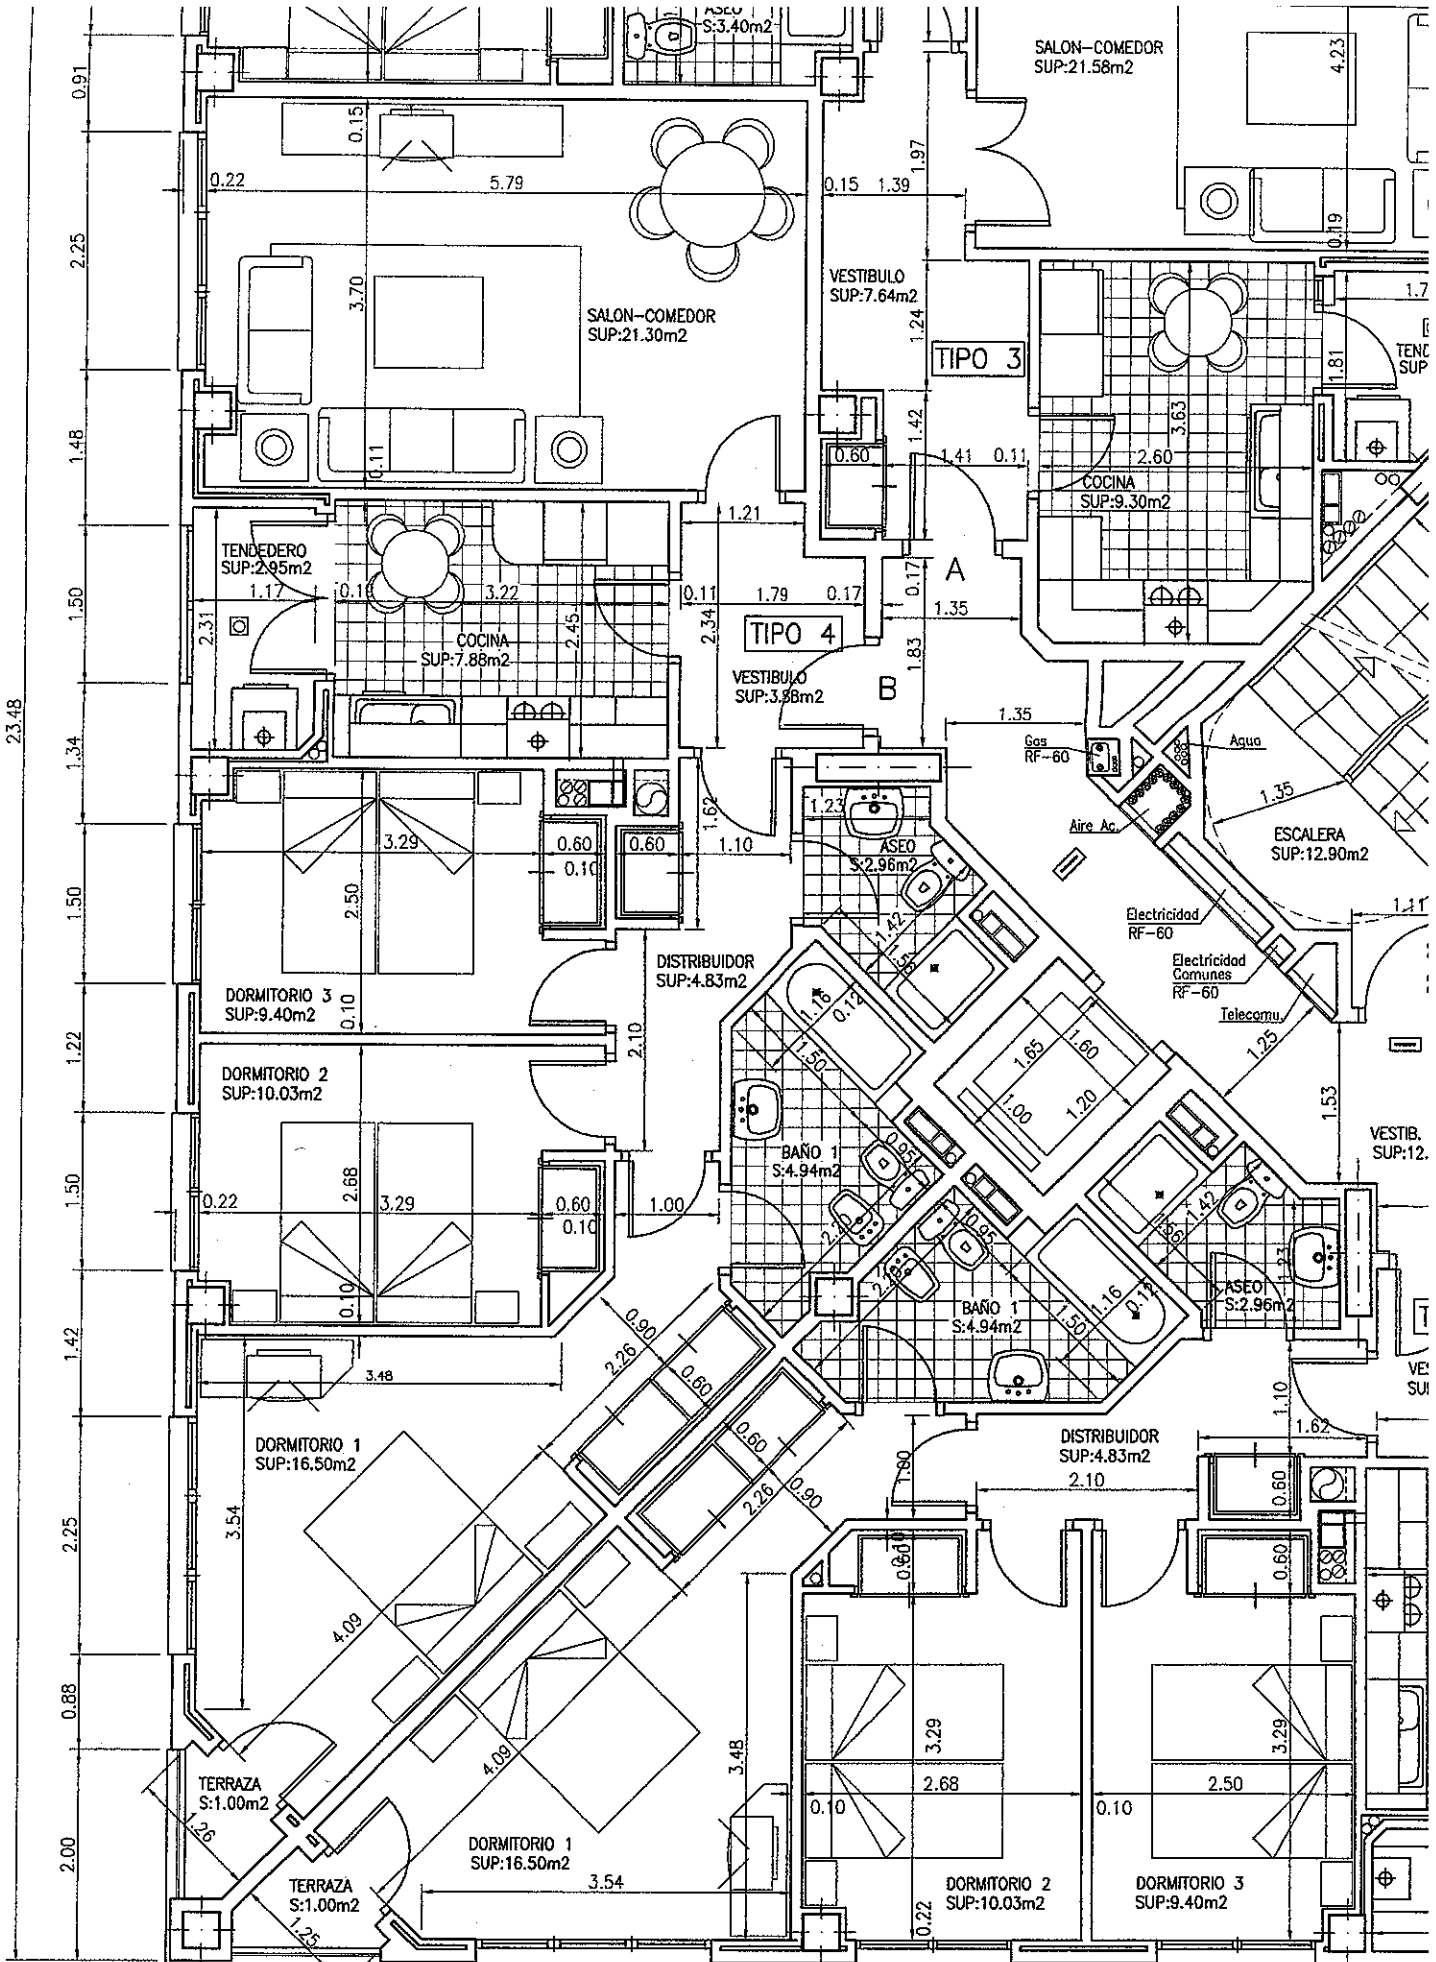 ASEO
S:3.40m2
SALON-COMEDOR
SUP:21.58m2
4.23
0.91
0.15
0.22
5.79
0.15
1.39
1.97
0.19
2.25
3.70
SALON-COMEDOR
SUP:21.30m2
VESTIBULO
SUP:7.64m2
1.24
TIPO 3
1.81
1.48
0.11
0.60
1.42
1.41
0.11
3.63
2.60
COCINA
SUP:9.30m2
TENDEDERO
SUP:2.95m2
1.17
1.50
2.31
3.22
COCINA
SUP:7.88m2
2.45
1.21
0.11
1.79
0.17
2.34
TIPO 4
VESTIBULO
A
0.17
1.35
1.83
B
1.35
Gas
RF-60
Agua
Aire Ac.
1.35
ESCALERA
SUP:12.90m2
23.48
1.34
3.29
2.50
0.60
0.10
0.60
1.62
1.10
1.23
ASEO
S:2.96m2
1.42
1.50
Electricidad
RF-60
Electricidad
Comunes
RF-60
Telecomu.
1.11
DORMITORIO 3
SUP:9.40m2
0.10
DISTRIBUIDOR
SUP:4.83m2
2.10
1.16
0.12
1.50
1.65
1.60
1.00
1.20
1.25
1.53
1.22
DORMITORIO 2
SUP:10.03m2
BAÑO 1
S:4.94m2
0.95
VESTIB.
SUP:12.
1.50
0.22
2.68
3.29
0.60
0.10
1.00
0.10
0.95
1.42
1.23
ASEO
S:2.96m2
1.16
0.12
1.50
BAÑO 1
S:4.94m2
1.42
3.48
0.90
2.26
0.60
DORMITORIO 1
SUP:16.50m2
3.54
2.25
0.60
2.26
0.90
1.00
DISTRIBUIDOR
SUP:4.83m2
2.10
1.10
1.62
0.60
0.60
0.60
4.09
4.09
0.88
3.48
3.29
2.68
0.10
3.29
2.50
0.10
TERRAZA
S:1.00m2
1.26
2.00
TERRAZA
S:1.00m2
1.25
DORMITORIO 1
SUP:16.50m2
3.54
0.22
DORMITORIO 2
SUP:10.03m2
DORMITORIO 3
SUP:9.40m2